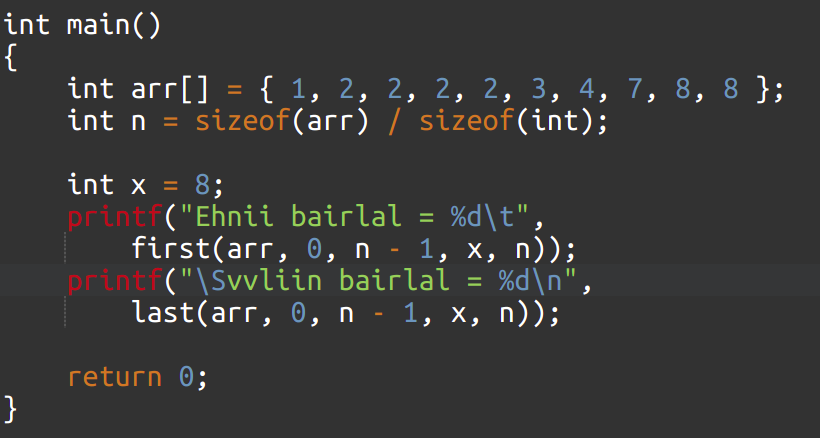 int main()
{
    int arr[] = { 1, 2, 2, 2, 2, 3, 4, 7, 8, 8 };
    int n = sizeof(arr) / sizeof(int);

    int x = 8;
    printf("Ehnii bairlal = %d\t",
        first(arr, 0, n - 1, x, n));
    printf("\Svvliin bairlal = %d\n",
        last(arr, 0, n - 1, x, n));

    return 0;
}